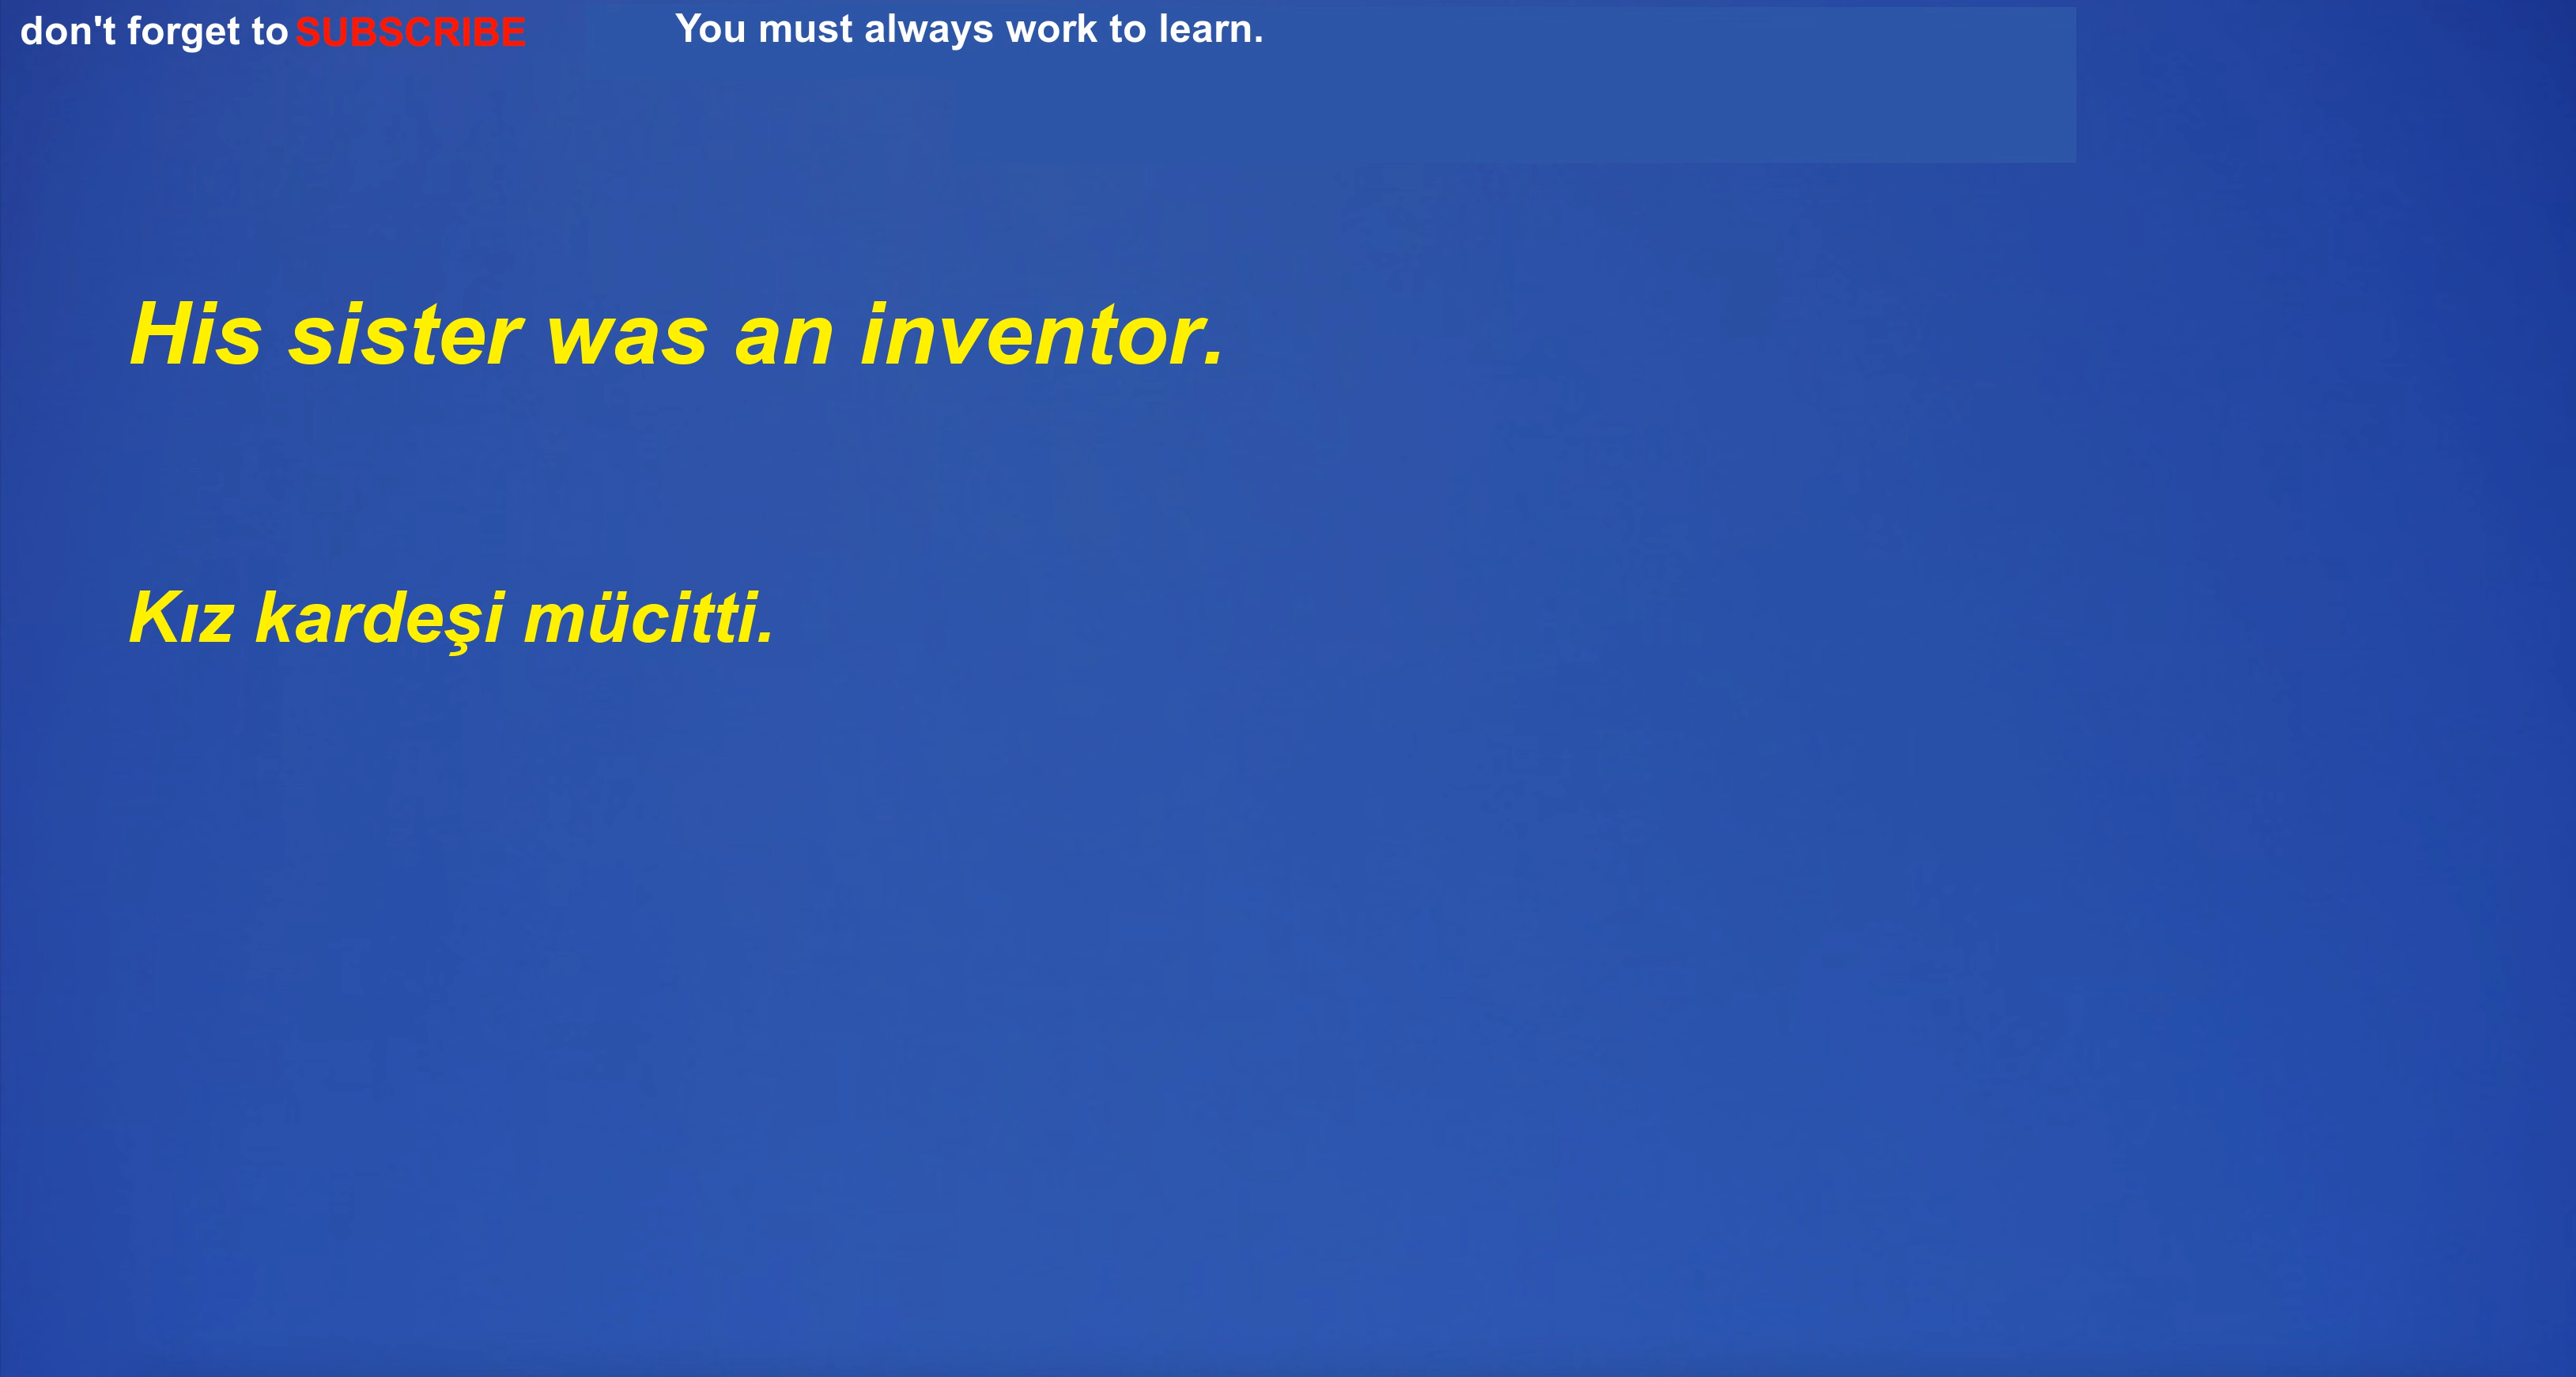 don't forget to SUBSCRIBE You must always work to learn.
His sister was an inventor.
Kız kardeşi mücitti.